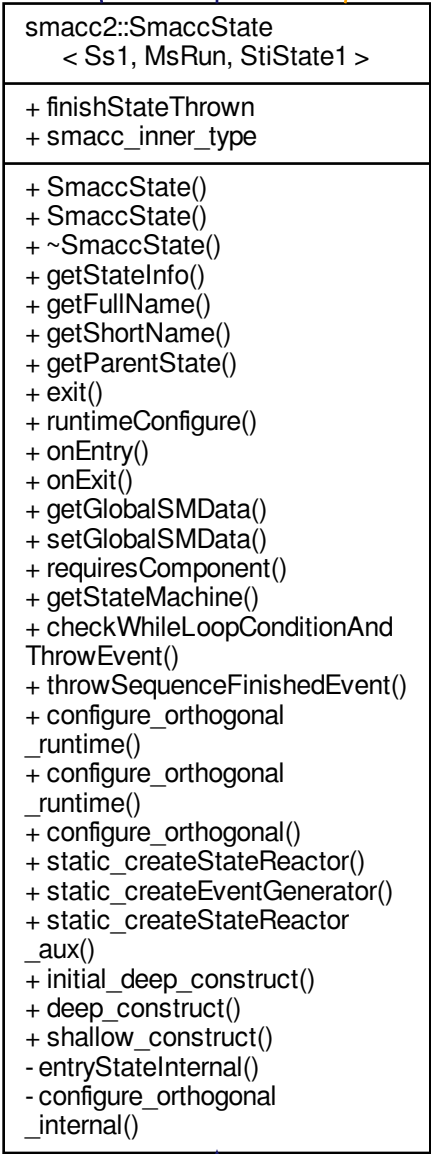 smacc2::SmaccState
< Ss1, MsRun, StiState1 >
+ finishStateThrown
+ smacc_inner_type
+ SmaccState()
+ SmaccState()
+ ~SmaccState()
+ getStateInfo()
+ getFullName()
+ getShortName()
+ getParentState()
+ exit()
+ runtimeConfigure()
+ onEntry()
+ onExit()
+ getGlobalSMData()
+ setGlobalSMData()
+ requiresComponent()
+ getStateMachine()
+ checkWhileLoopConditionAnd
ThrowEvent()
+ throwSequenceFinishedEvent()
+ configure_orthogonal
_runtime()
+ configure_orthogonal
_runtime()
+ configure_orthogonal()
+ static_createStateReactor()
+ static_createEventGenerator()
+ static_createStateReactor
_aux()
+ initial_deep_construct()
+ deep_construct()
+ shallow_construct()
- entryStateInternal()
- configure_orthogonal
_internal()